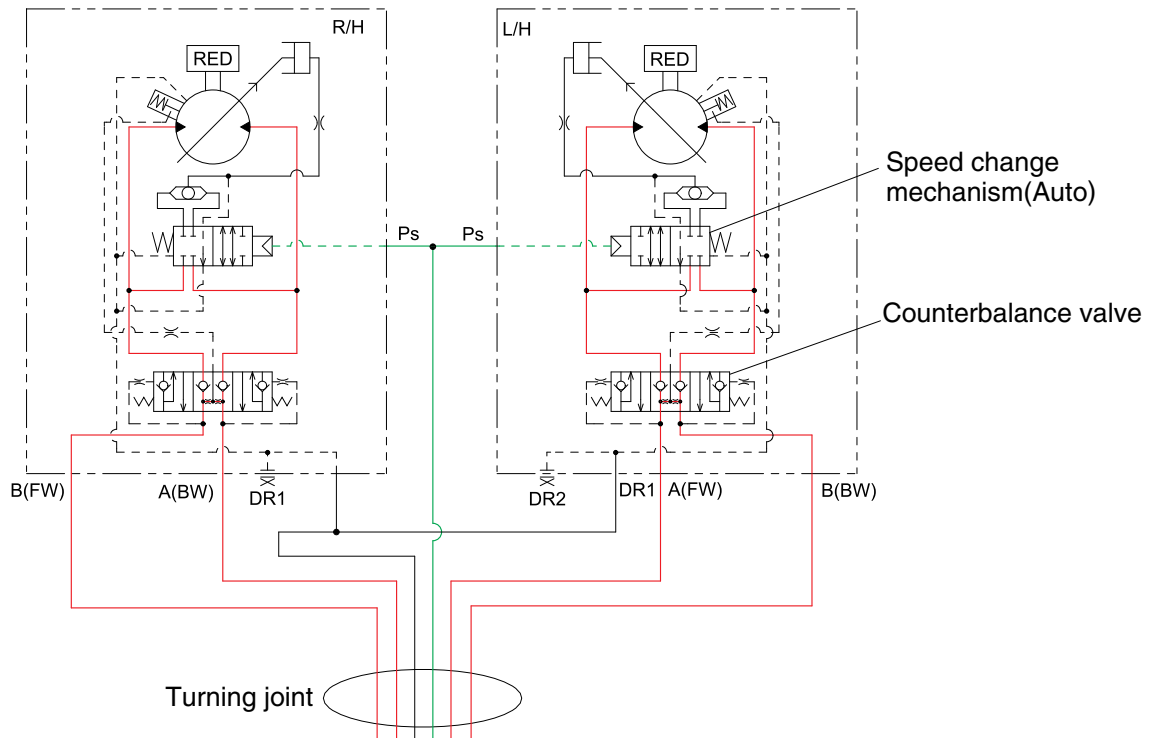 R/H
L/H
RED
RED
Speed change
mechanism(Auto)
Ps
Ps
Counterbalance valve
B(FW)
A(BW)
DR1
DR2
DR1
A(FW)
B(BW)
Turning joint